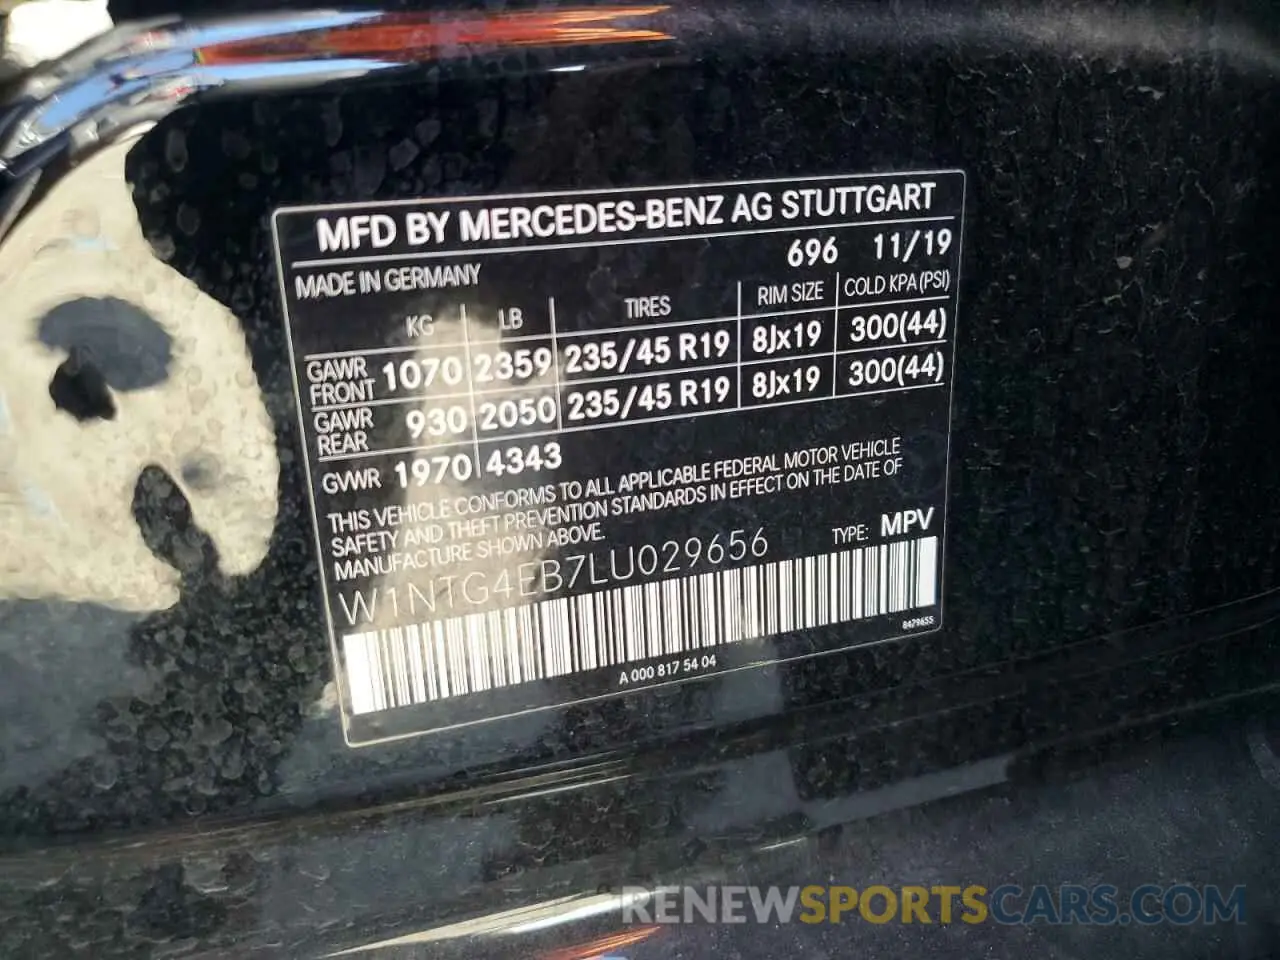 MFD BY MERCEDES-BENZ AG STUTTGART
696 11/19
MADE IN GERMANY
KG LB TIRES RIM SIZE COLD KPA (PSI)
GAWR FRONT 1070 2359 235/45 R19 8Jx19 300(44)
GAWR REAR 930 2050 235/45 R19 8Jx19 300(44)
GVWR 1970 4343
THIS VEHICLE CONFORMS TO ALL APPLICABLE FEDERAL MOTOR VEHICLE
SAFETY AND THEFT PREVENTION STANDARDS IN EFFECT ON THE DATE OF
MANUFACTURE SHOWN ABOVE.
W1NTG4EB7LU029656 TYPE: MPV
8479655
A 000 817 54 04
RENEWSPORTSCARS.COM